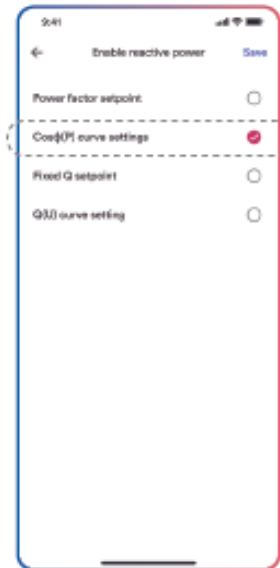 9:41
Enable reactive power Save
Power factor setpoint
Cosϕ(P) curve settings
Fixed Q setpoint
Q(U) curve setting